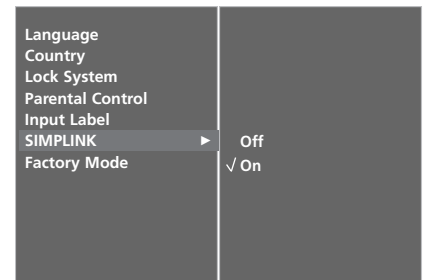 Language
Country
Lock System
Parental Control
Input Label
SIMPLINK ►
Factory Mode
Off
√ On